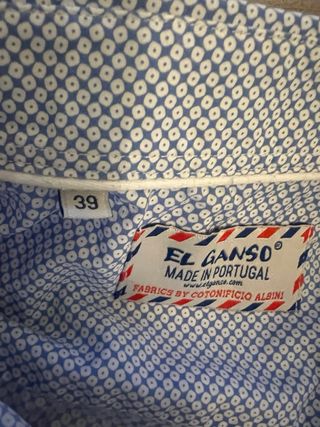 39
EL GANSO®
MADE IN PORTUGAL
www.elganso.com
FABRICS BY COTONIFICIO ALBINI